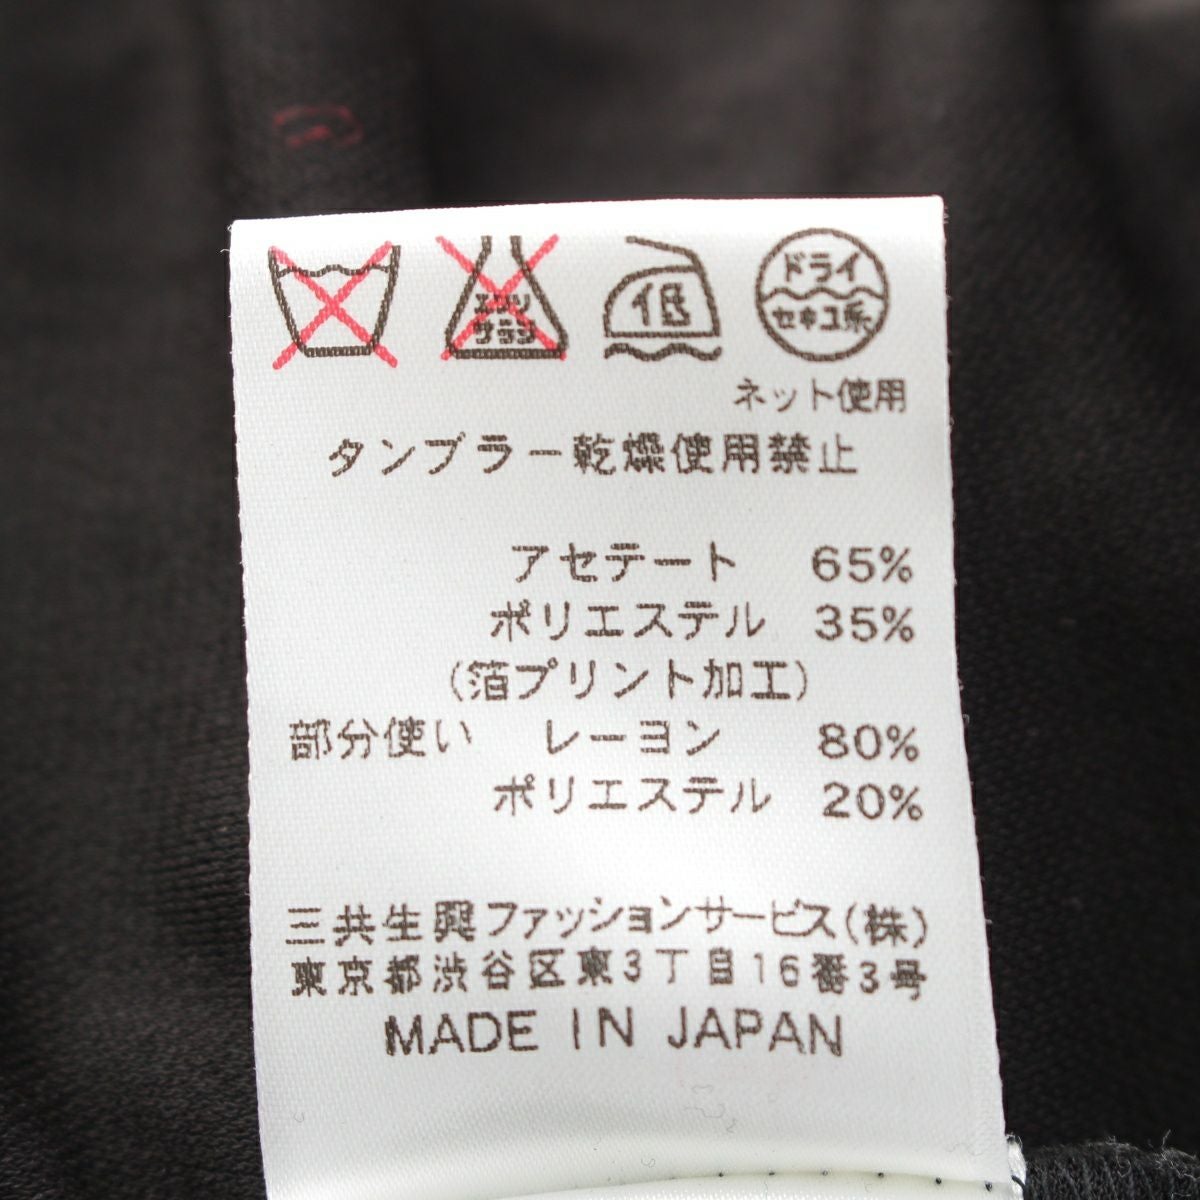 エンソ
サラシ
低
ドライ
セキユ系
ネット使用
タンブラー乾燥使用禁止
アセテート 65%
ポリエステル 35%
(箔プリント加工)
部分使い レーヨン 80%
ポリエステル 20%
三共生興ファッションサービス(株)
東京都渋谷区東3丁目16番3号
MADE IN JAPAN